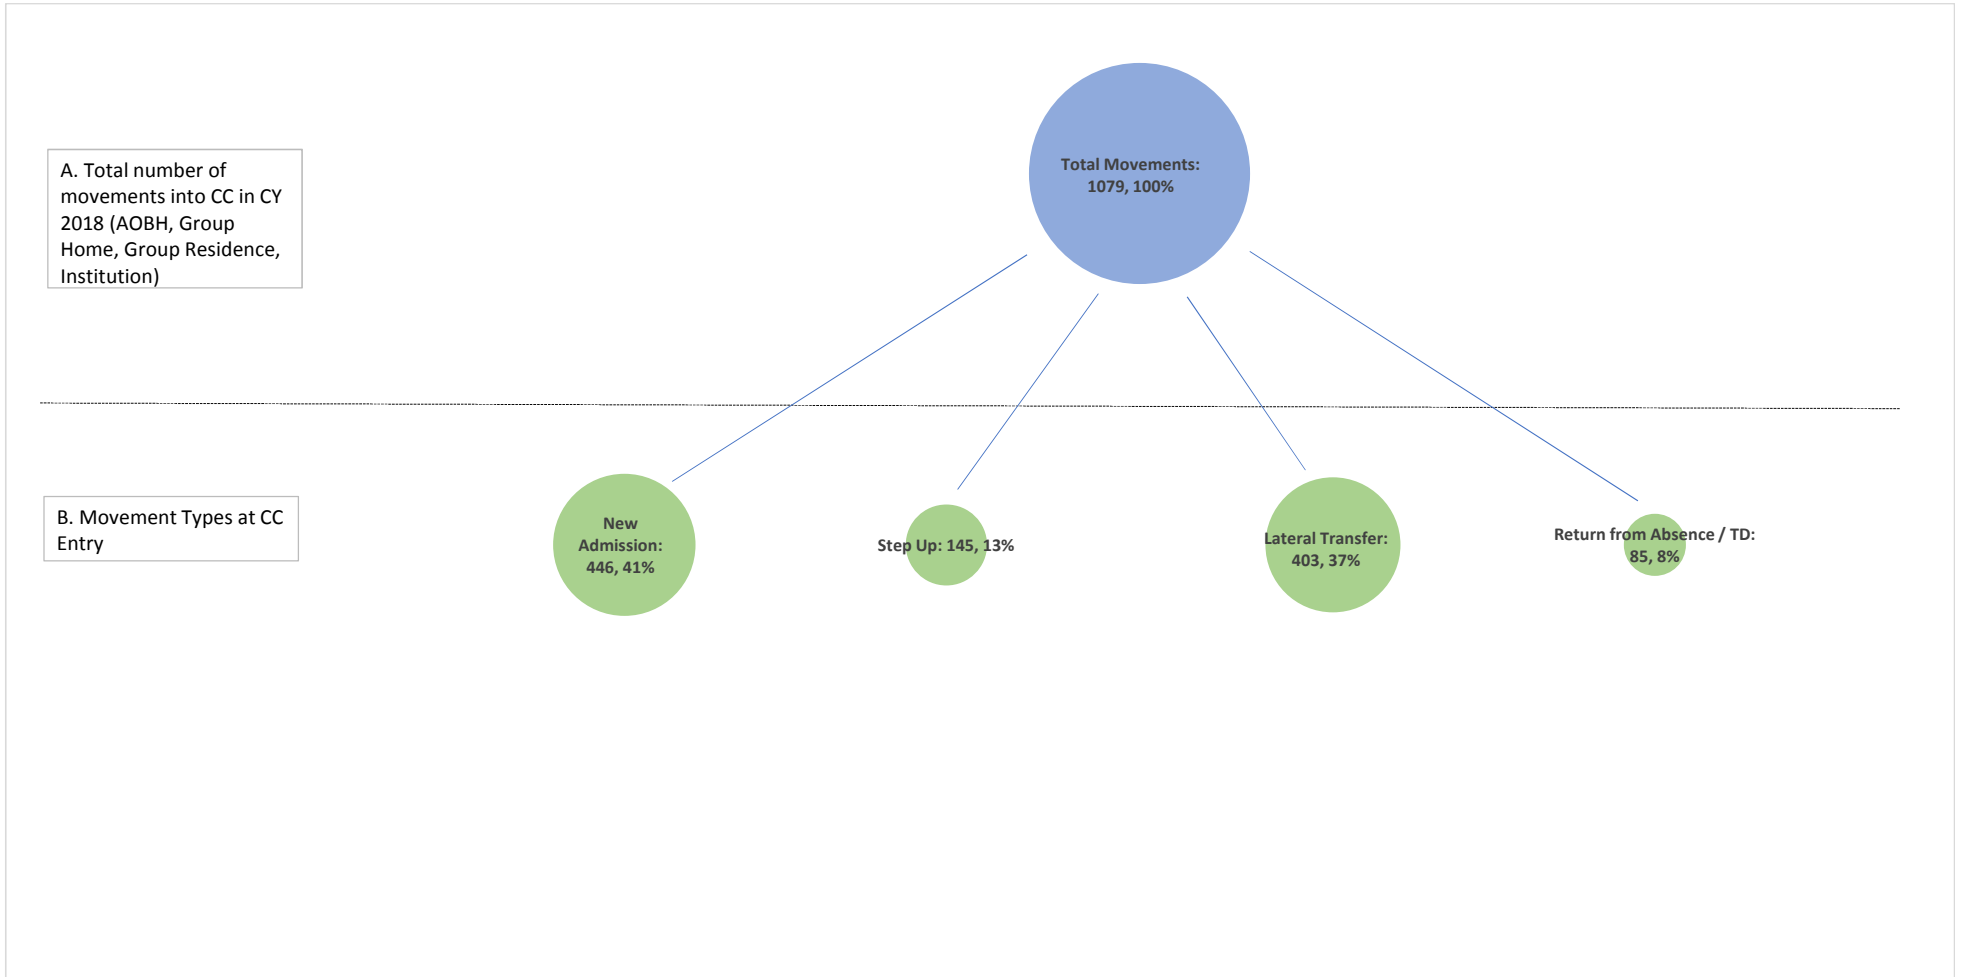 Total Movements:
1079, 100%
A. Total number of
movements into CC in CY
2018 (AOBH, Group
Home, Group Residence,
Institution)
B. Movement Types at CC
Entry
New
Admission:
446, 41%
Step Up: 145, 13%
Lateral Transfer:
403, 37%
Return from Absence / TD:
85, 8%